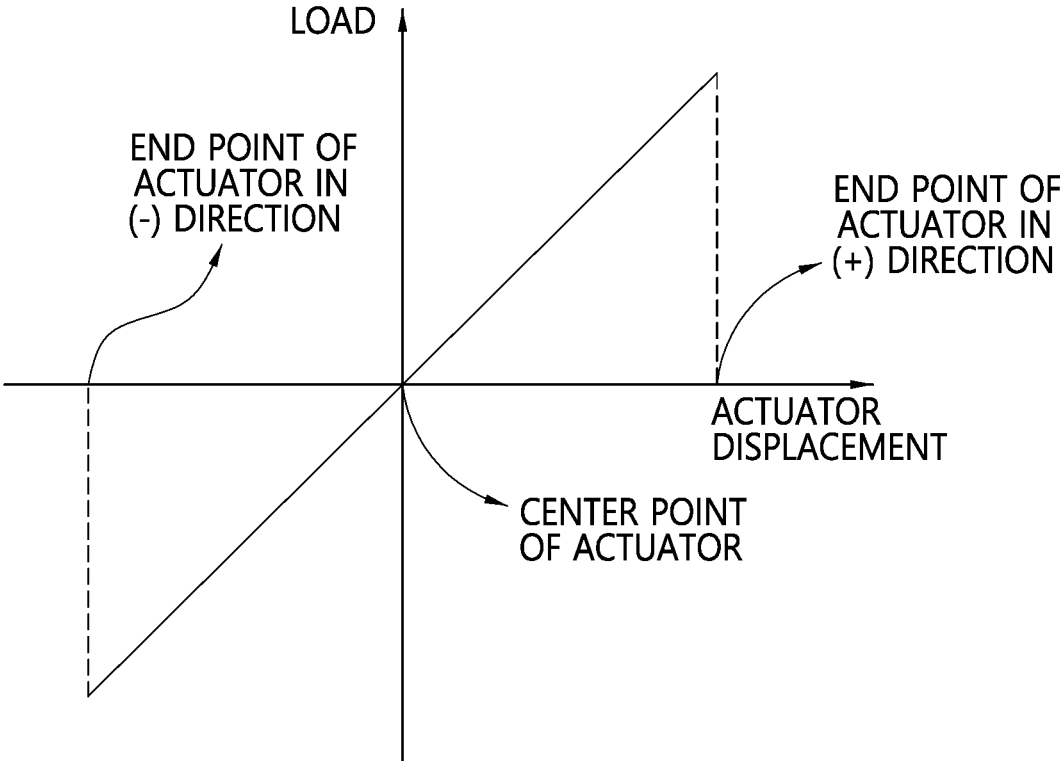 LOAD
END POINT OF
ACTUATOR IN
(-) DIRECTION
END POINT OF
ACTUATOR IN
(+) DIRECTION
ACTUATOR
DISPLACEMENT
CENTER POINT
OF ACTUATOR